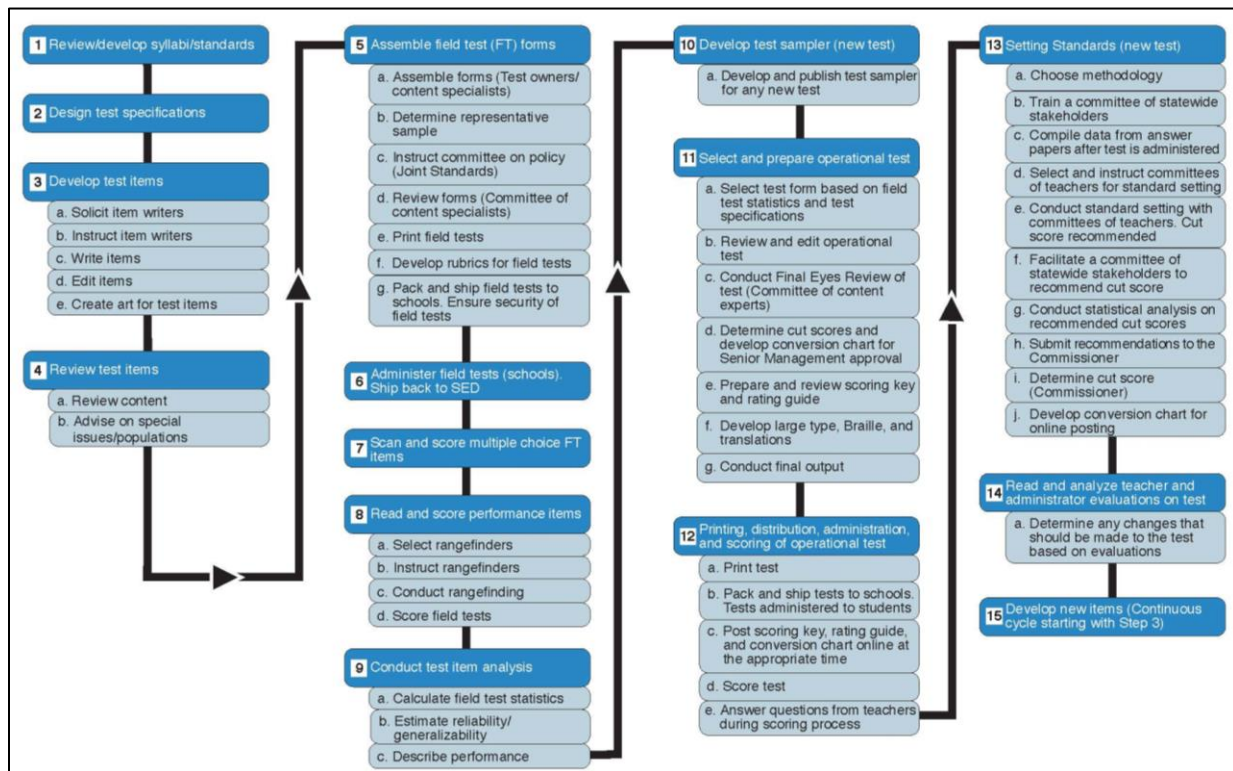 1 Review/develop syllabi/standards
2 Design test specifications
3 Develop test items
a. Solicit item writers
b. Instruct item writers
c. Write items
d. Edit items
e. Create art for test items
4 Review test items
a. Review content
b. Advise on special
issues/populations
5 Assemble field test (FT) forms
a. Assemble forms (Test owners/
content specialists)
b. Determine representative
sample
c. Instruct committee on policy
(Joint Standards)
d. Review forms (Committee of
content specialists)
e. Print field tests
f. Develop rubrics for field tests
g. Pack and ship field tests to
schools. Ensure security of
field tests
6 Administer field tests (schools).
Ship back to SED
7 Scan and score multiple choice FT
items
8 Read and score performance items
a. Select rangefinders
b. Instruct rangefinders
c. Conduct rangefinding
d. Score field tests
9 Conduct test item analysis
a. Calculate field test statistics
b. Estimate reliability/
generalizability
c. Describe performance
10 Develop test sampler (new test)
a. Develop and publish test sampler
for any new test
11 Select and prepare operational test
a. Select test form based on field
test statistics and test
specifications
b. Review and edit operational
test
c. Conduct Final Eyes Review of
test (Committee of content
experts)
d. Determine cut scores and
develop conversion chart for
Senior Management approval
e. Prepare and review scoring key
and rating guide
f. Develop large type, Braille, and
translations
g. Conduct final output
12 Printing, distribution, administration,
and scoring of operational test
a. Print test
b. Pack and ship tests to schools.
Tests administered to students
c. Post scoring key, rating guide,
and conversion chart online at
the appropriate time
d. Score test
e. Answer questions from teachers
during scoring process
13 Setting Standards (new test)
a. Choose methodology
b. Train a committee of statewide
stakeholders
c. Compile data from answer
papers after test is administered
d. Select and instruct committees
of teachers for standard setting
e. Conduct standard setting with
committees of teachers. Cut
score recommended
f. Facilitate a committee of
statewide stakeholders to
recommend cut score
g. Conduct statistical analysis on
recommended cut scores
h. Submit recommendations to the
Commissioner
i. Determine cut score
(Commissioner)
j. Develop conversion chart for
online posting
14 Read and analyze teacher and
administrator evaluations on test
a. Determine any changes that
should be made to the test
based on evaluations
15 Develop new items (Continuous
cycle starting with Step 3)